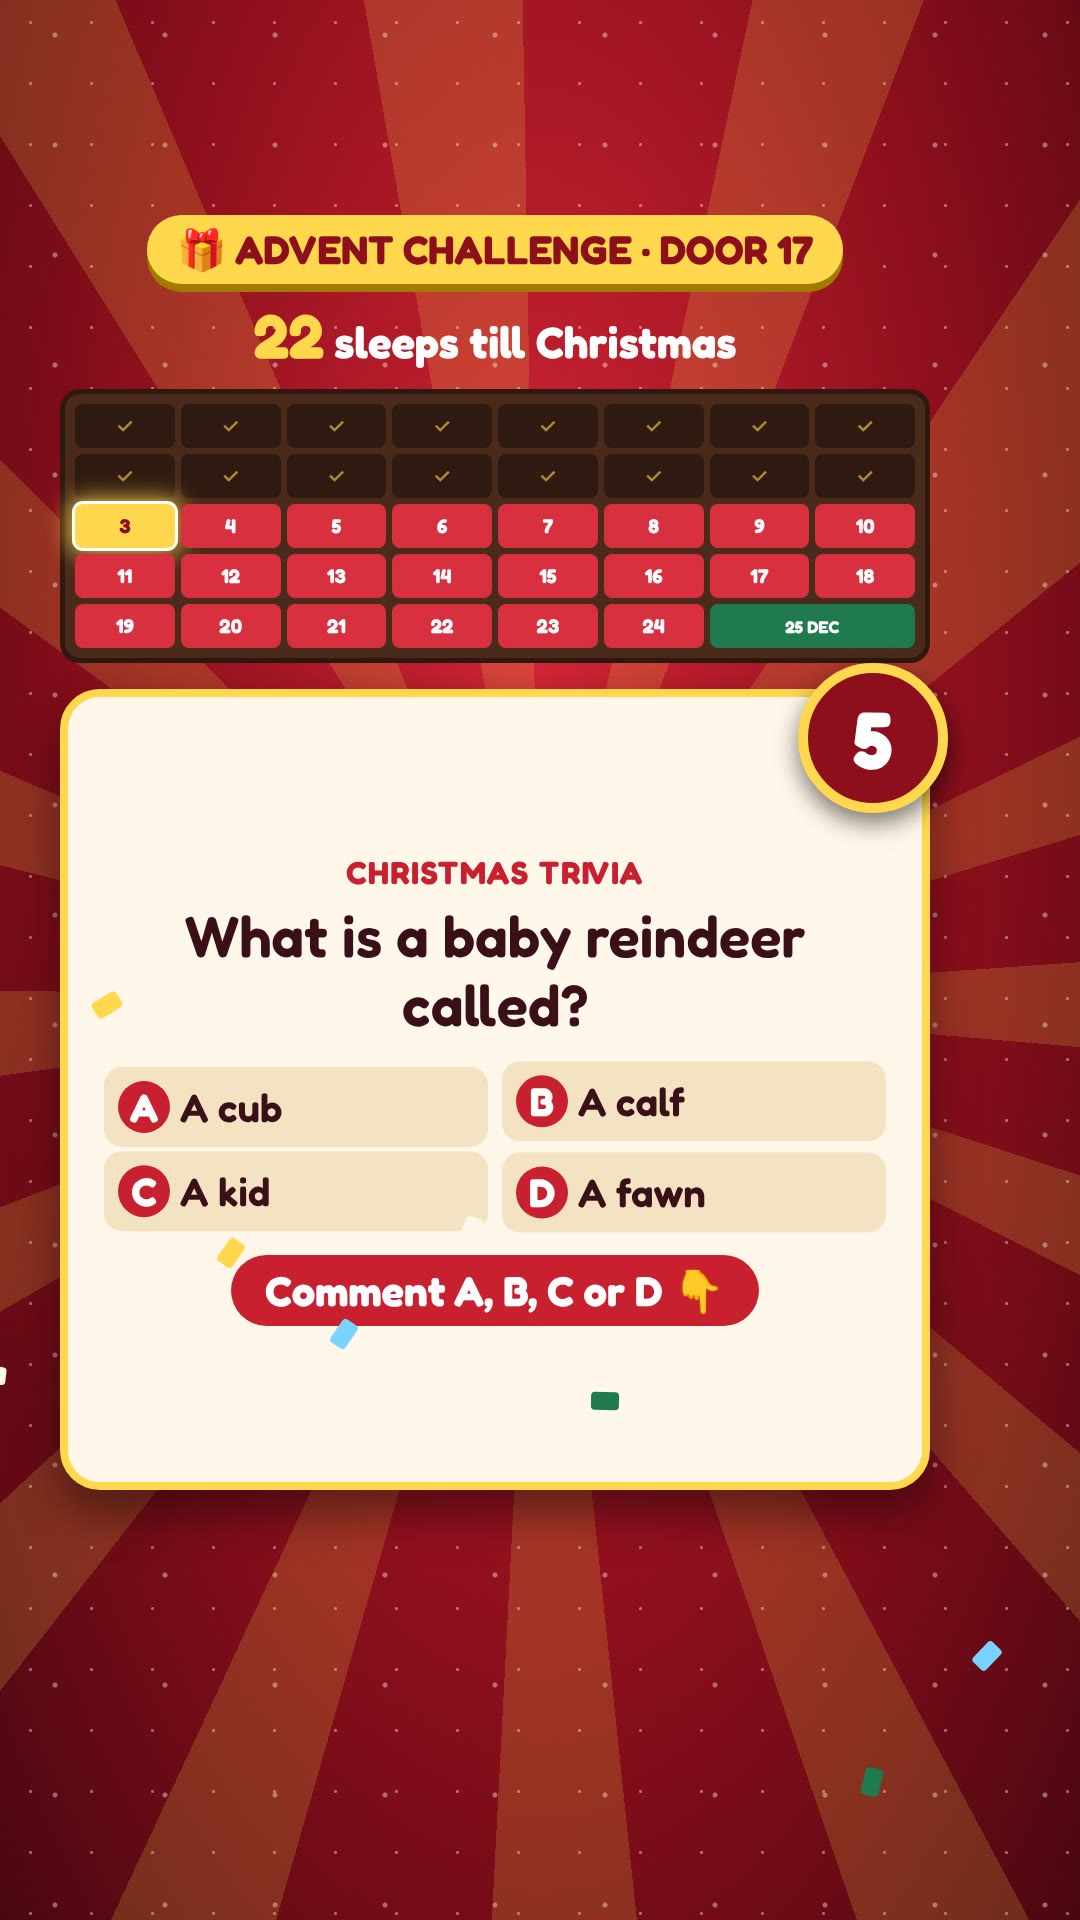 🎁 ADVENT CHALLENGE · DOOR 17
22 sleeps till Christmas
✓ ✓ ✓ ✓ ✓ ✓ ✓ ✓
✓ ✓ ✓ ✓ ✓ ✓ ✓ ✓
3 4 5 6 7 8 9 10
11 12 13 14 15 16 17 18
19 20 21 22 23 24 25 DEC
5
CHRISTMAS TRIVIA
What is a baby reindeer
called?
A A cub
B A calf
C A kid
D A fawn
Comment A, B, C or D 👇